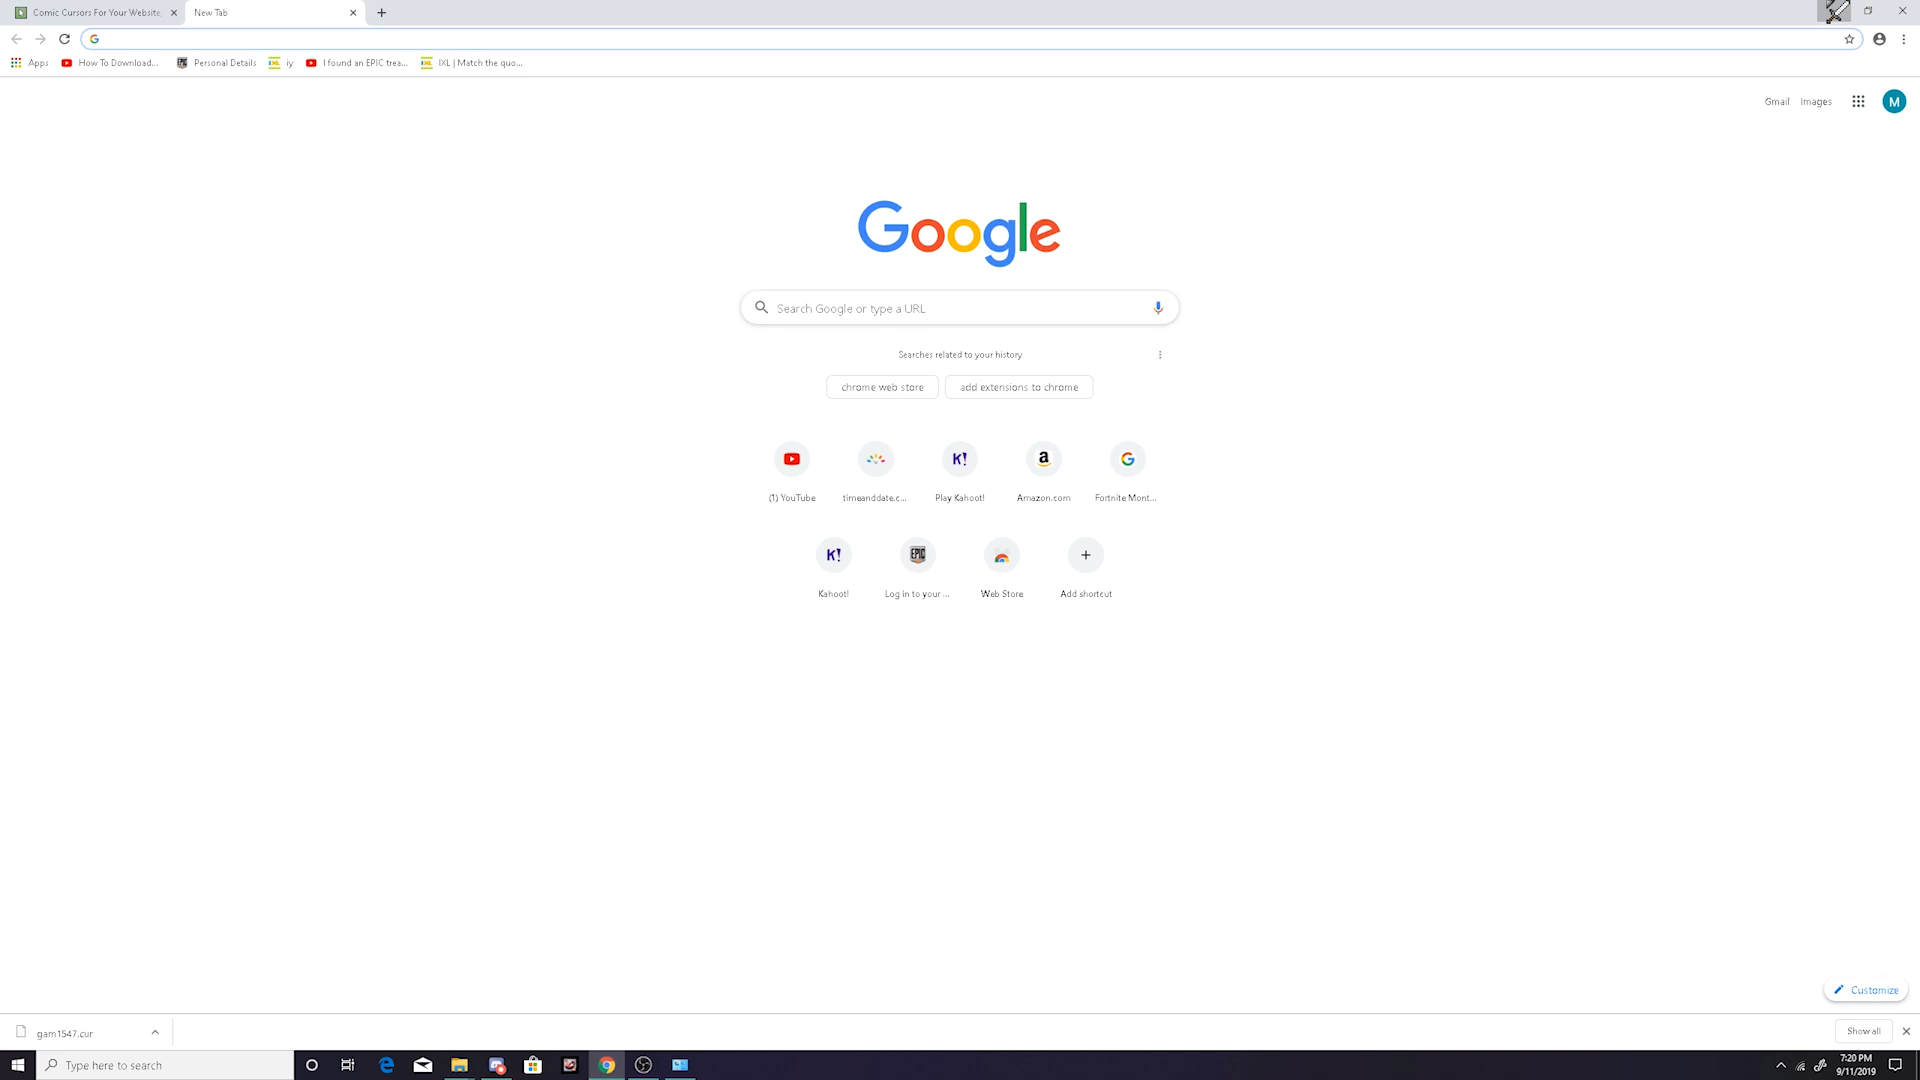 Comic Cursors For Your Website,
New Tab
Apps
How To Download...
Personal Details
iy
I found an EPIC trea...
IXL | Match the quo...
Gmail
Images
M
Google
Search Google or type a URL
Searches related to your history
chrome web store
add extensions to chrome
K!
a
G
(1) YouTube
timeanddate.c...
Play Kahoot!
Amazon.com
Fortnite Mont...
K!
EPIC
Kahoot!
Log in to your ...
Web Store
Add shortcut
Customize
gam1547.cur
Show all
Type here to search
7:20 PM
9/11/2019